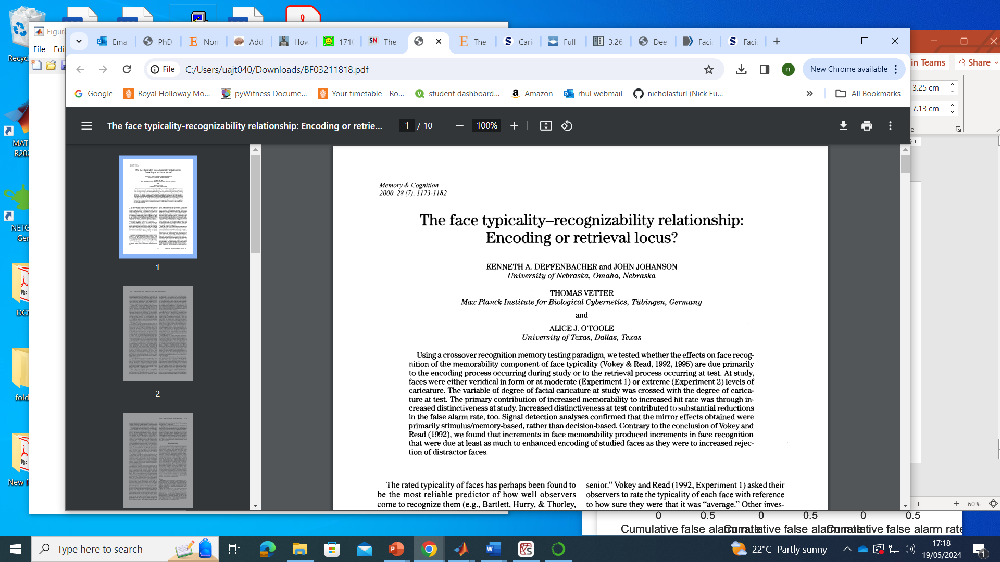 Recyc
Figure
File Edi
MAT
R202
NETG
Ger
PDF
DCN
fold
PDF
New f
Ema
PhD
Nor
Add
How
171(
SN The
The
Cari
Full
3.26
Dee
Facia
Facia
File C:/Users/uajt040/Downloads/BF03211818.pdf
n
New Chrome available
Google
Royal Holloway Mo...
pyWitness Docume...
Your timetable - Ro...
student dashboard...
Amazon
rhul webmail
nicholasfurl (Nick Fu...
All Bookmarks
The face typicality-recognizability relationship: Encoding or retrie...
1 / 10
100%
1
2
Memory & Cognition
2000, 28 (7), 1173-1182
The face typicality–recognizability relationship:
Encoding or retrieval locus?
KENNETH A. DEFFENBACHER and JOHN JOHANSON
University of Nebraska, Omaha, Nebraska
THOMAS VETTER
Max Planck Institute for Biological Cybernetics, Tübingen, Germany
and
ALICE J. O'TOOLE
University of Texas, Dallas, Texas
Using a crossover recognition memory testing paradigm, we tested whether the effects on face recog-
nition of the memorability component of face typicality (Vokey & Read, 1992, 1995) are due primarily
to the encoding process occurring during study or to the retrieval process occurring at test. At study,
faces were either veridical in form or at moderate (Experiment 1) or extreme (Experiment 2) levels of
caricature. The variable of degree of facial caricature at study was crossed with the degree of carica-
ture at test. The primary contribution of increased memorability to increased hit rate was through in-
creased distinctiveness at study. Increased distinctiveness at test contributed to substantial reductions
in the false alarm rate, too. Signal detection analyses confirmed that the mirror effects obtained were
primarily stimulus/memory-based, rather than decision-based. Contrary to the conclusion of Vokey and
Read (1992), we found that increments in face memorability produced increments in face recognition
that were due at least as much to enhanced encoding of studied faces as they were to increased rejec-
tion of distractor faces.
The rated typicality of faces has perhaps been found to
be the most reliable predictor of how well observers
come to recognize them (e.g., Bartlett, Hurry, & Thorley,
senior.” Vokey and Read (1992, Experiment 1) asked their
observers to rate the typicality of each face with reference
to how sure they were that it was “average.” Other inves-
in Teams
Share
3.25 cm
7.13 cm
e
60%
0 0.5 0 0.5 0 0.5
Cumulative false alarm rate
Cumulative false alarm rate
Cumulative false alarm rate
Type here to search
22°C Partly sunny
17:18
19/05/2024
1